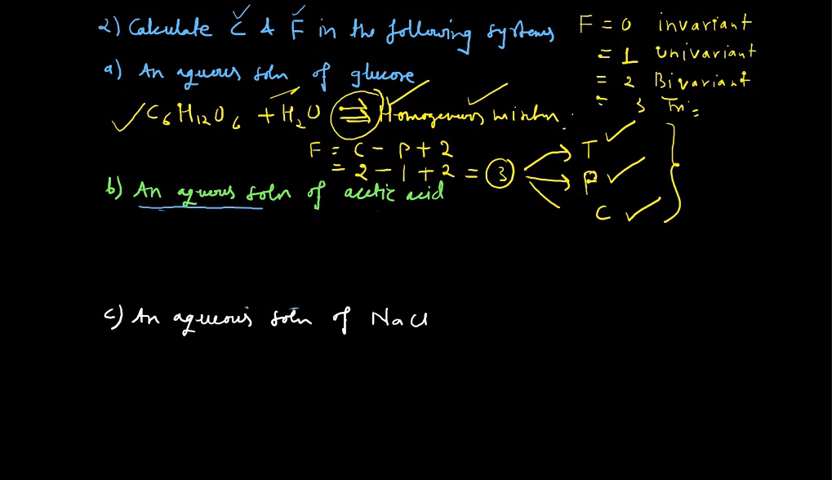 2) Calculate C & F in the following systems
F = 0 invariant
= 1 Univariant
= 2 Bivariant
= 3 Tri =
a) An aqueous soln of glucose
C6H12O6 + H2O ⇒ Homogenous mixture.
F = C - P + 2
= 2 - 1 + 2 = 3
T
P
C
b) An aqueous soln of acetic acid
c) An aqueous soln of NaCl